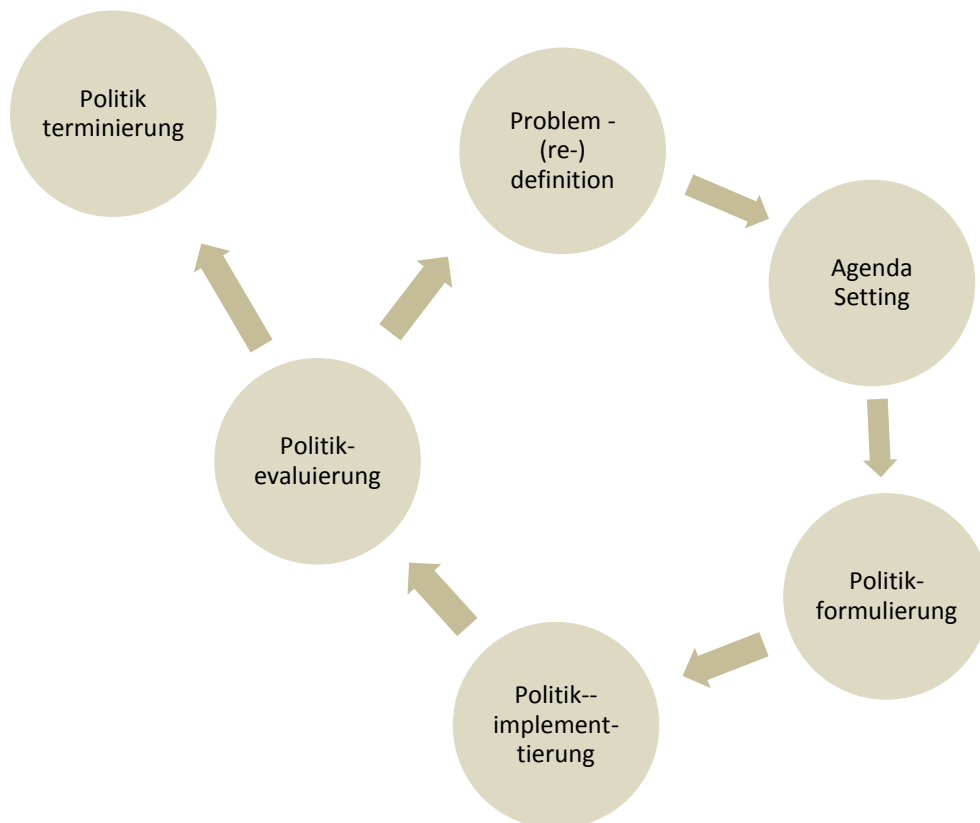 Politik
terminierung
Problem -
(re-)
definition
Agenda
Setting
Politik-
evaluierung
Politik-
formulierung
Politik--
implement-
tierung